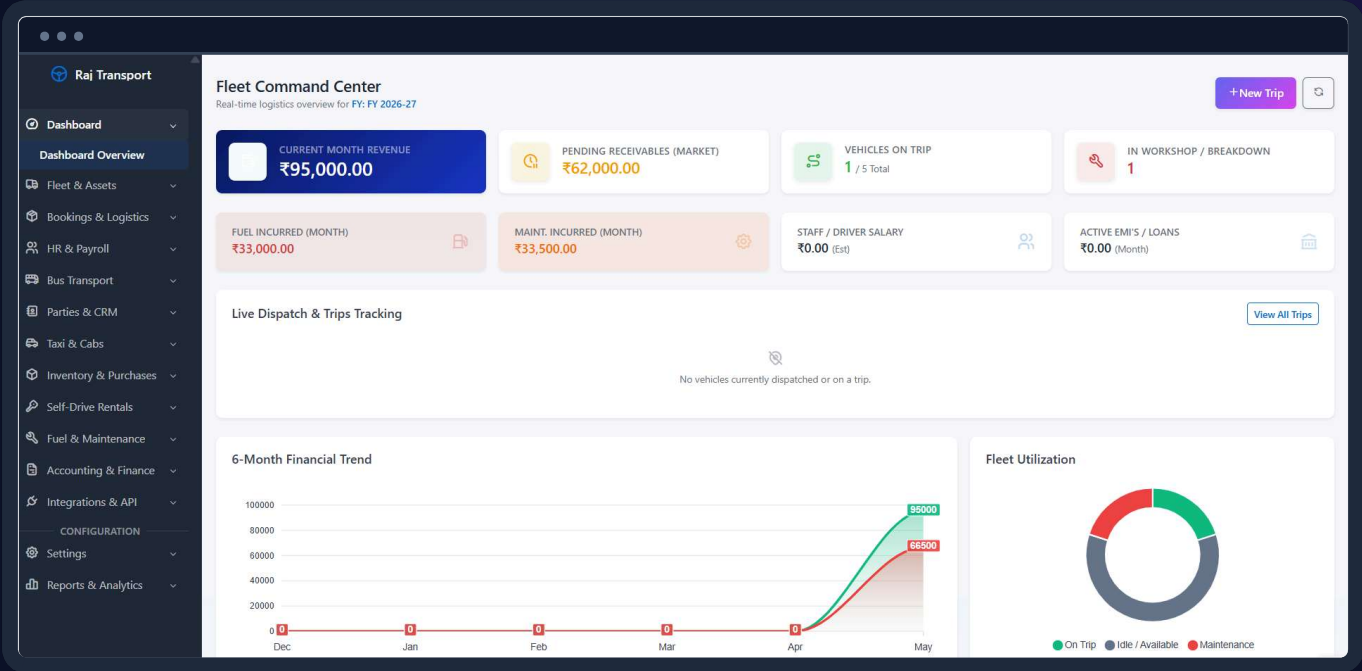 Raj Transport
Dashboard
Dashboard Overview
Fleet & Assets
Bookings & Logistics
HR & Payroll
Bus Transport
Parties & CRM
Taxi & Cabs
Inventory & Purchases
Self-Drive Rentals
Fuel & Maintenance
Accounting & Finance
Integrations & API
CONFIGURATION
Settings
Reports & Analytics
Fleet Command Center
Real-time logistics overview for FY: FY 2026-27
+ New Trip
CURRENT MONTH REVENUE
₹95,000.00
PENDING RECEIVABLES (MARKET)
₹62,000.00
VEHICLES ON TRIP
1 / 5 Total
IN WORKSHOP / BREAKDOWN
1
FUEL INCURRED (MONTH)
₹33,000.00
MAINT. INCURRED (MONTH)
₹33,500.00
STAFF / DRIVER SALARY
₹0.00 (Est)
ACTIVE EMI'S / LOANS
₹0.00 (Month)
Live Dispatch & Trips Tracking
View All Trips
No vehicles currently dispatched or on a trip.
6-Month Financial Trend
100000
80000
60000
40000
20000
0
0 0 0 0 0
95000
66500
Dec Jan Feb Mar Apr May
Fleet Utilization
On Trip Idle / Available Maintenance